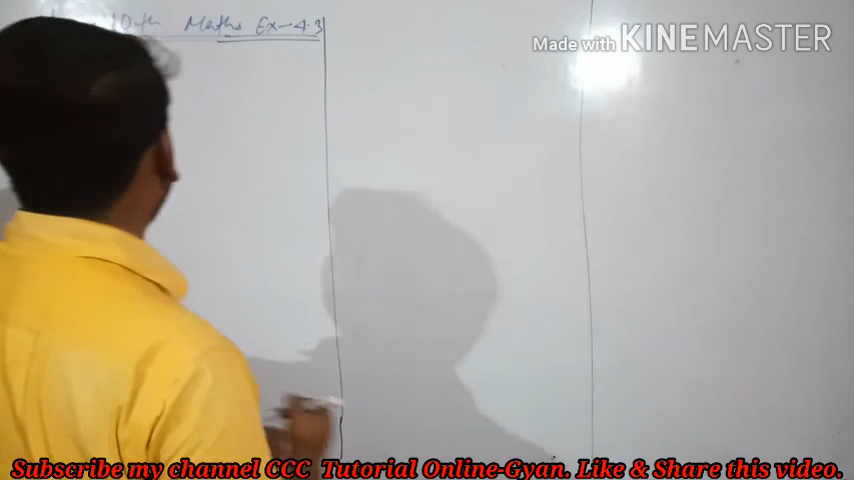 10th Maths Ex-4.3
Made with KINEMASTER
Subscribe my channel CCC Tutorial Online-Gyan. Like & Share this video.